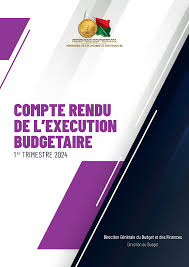 COMPTE RENDU
DE L'EXECUTION
BUDGETAIRE
1ER TRIMESTRE 2024
Direction Générale du Budget et des Finances
Direction du Budget